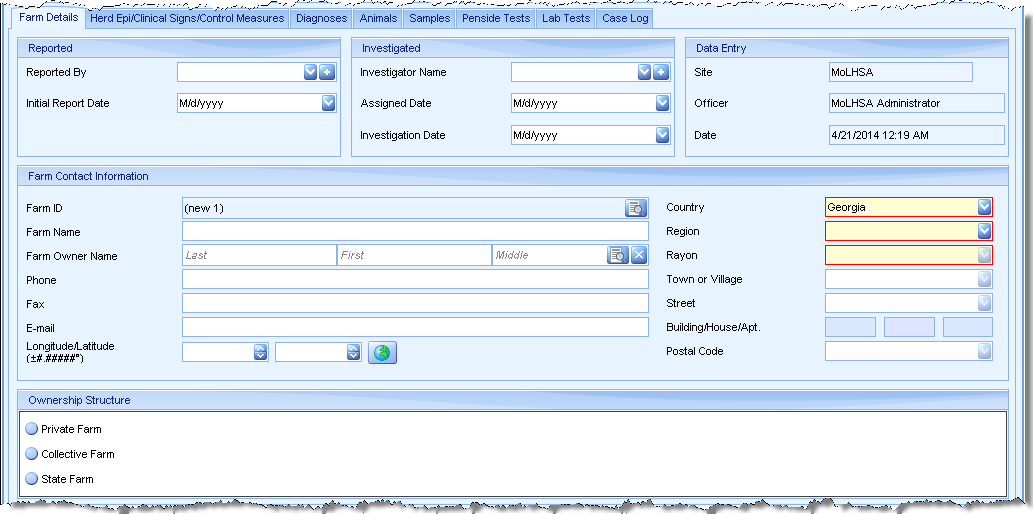 Farm Details Herd Epi/Clinical Signs/Control Measures Diagnoses Animals Samples Penside Tests Lab Tests Case Log
Reported
Reported By
Initial Report Date M/d/yyyy
Investigated
Investigator Name
Assigned Date M/d/yyyy
Investigation Date M/d/yyyy
Data Entry
Site MoLHSA
Officer MoLHSA Administrator
Date 4/21/2014 12:19 AM
Farm Contact Information
Farm ID (new 1)
Farm Name
Farm Owner Name Last First Middle
Phone
Fax
E-mail
Longitude/Latitude
(±#.#####°)
Country Georgia
Region
Rayon
Town or Village
Street
Building/House/Apt.
Postal Code
Ownership Structure
Private Farm
Collective Farm
State Farm